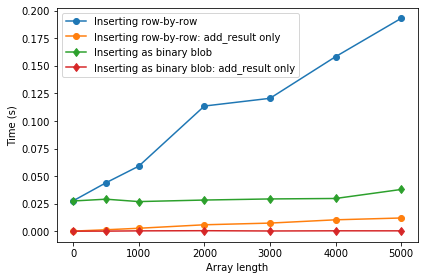 0.200
0.175
0.150
0.125
0.100
0.075
0.050
0.025
0.000
Time (s)
Inserting row-by-row
Inserting row-by-row: add_result only
Inserting as binary blob
Inserting as binary blob: add_result only
0 1000 2000 3000 4000 5000
Array length